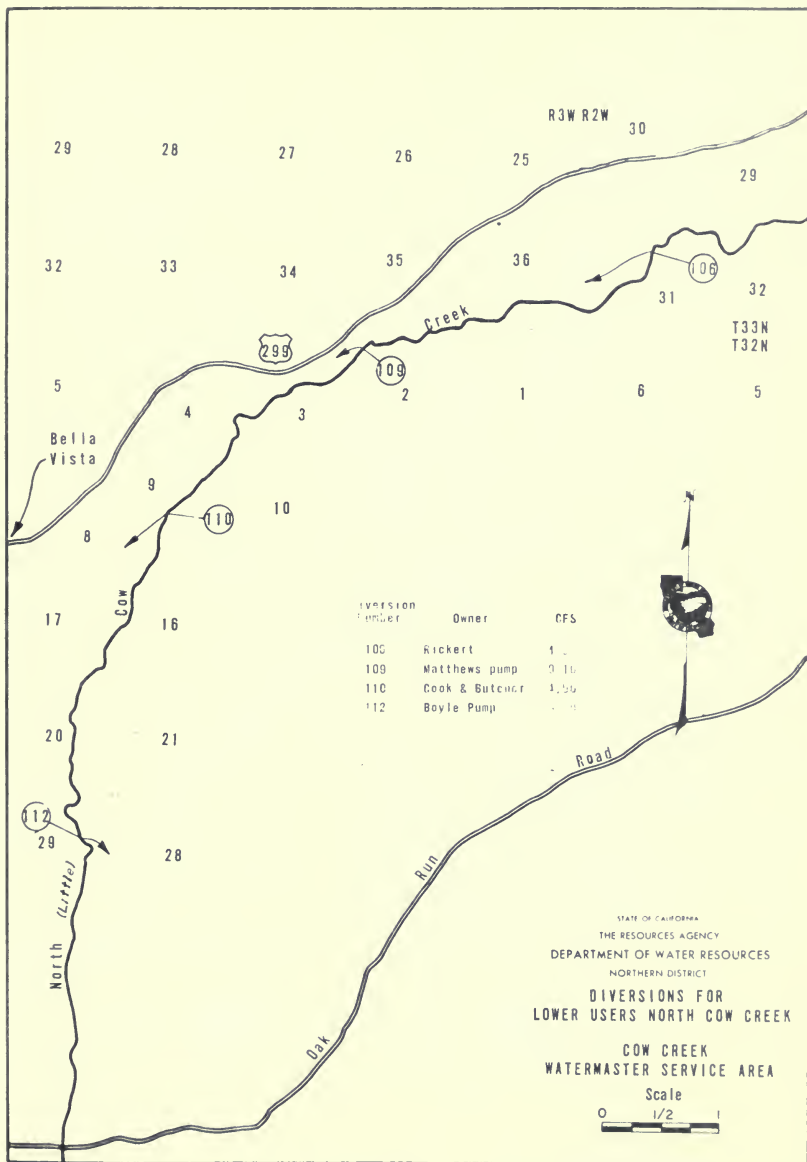 R3W R2W
30
29 28 27 26 25
29
32 33 34 35 36
106
31 32
T33N
T32N
Creek
299
109
5 4 3 2 1 6 5
Bella
Vista
9
110
10
8
Cow
17 16
Owner CFS
Rickert
109 Matthews pump
110 Cook &
112 Boyle Pump
20 21
Road
112
29 28
Run
(Little)
North
Oak
STATE OF CALIFORNIA
THE RESOURCES AGENCY
DEPARTMENT OF WATER RESOURCES
NORTHERN DISTRICT
DIVERSIONS FOR
LOWER USERS NORTH COW CREEK
COW CREEK
WATERMASTER SERVICE AREA
Scale
0 1/2 1